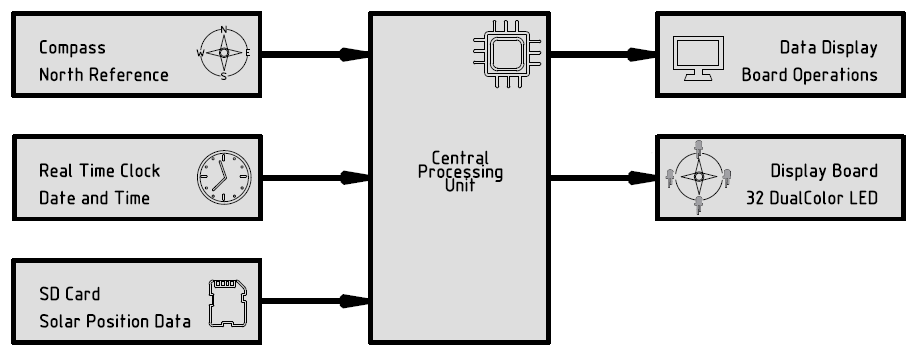 Compass
North Reference
N
W E
S
Real Time Clock
Date and Time
SD Card
Solar Position Data
Central
Processing
Unit
Data Display
Board Operations
Display Board
32 DualColor LED